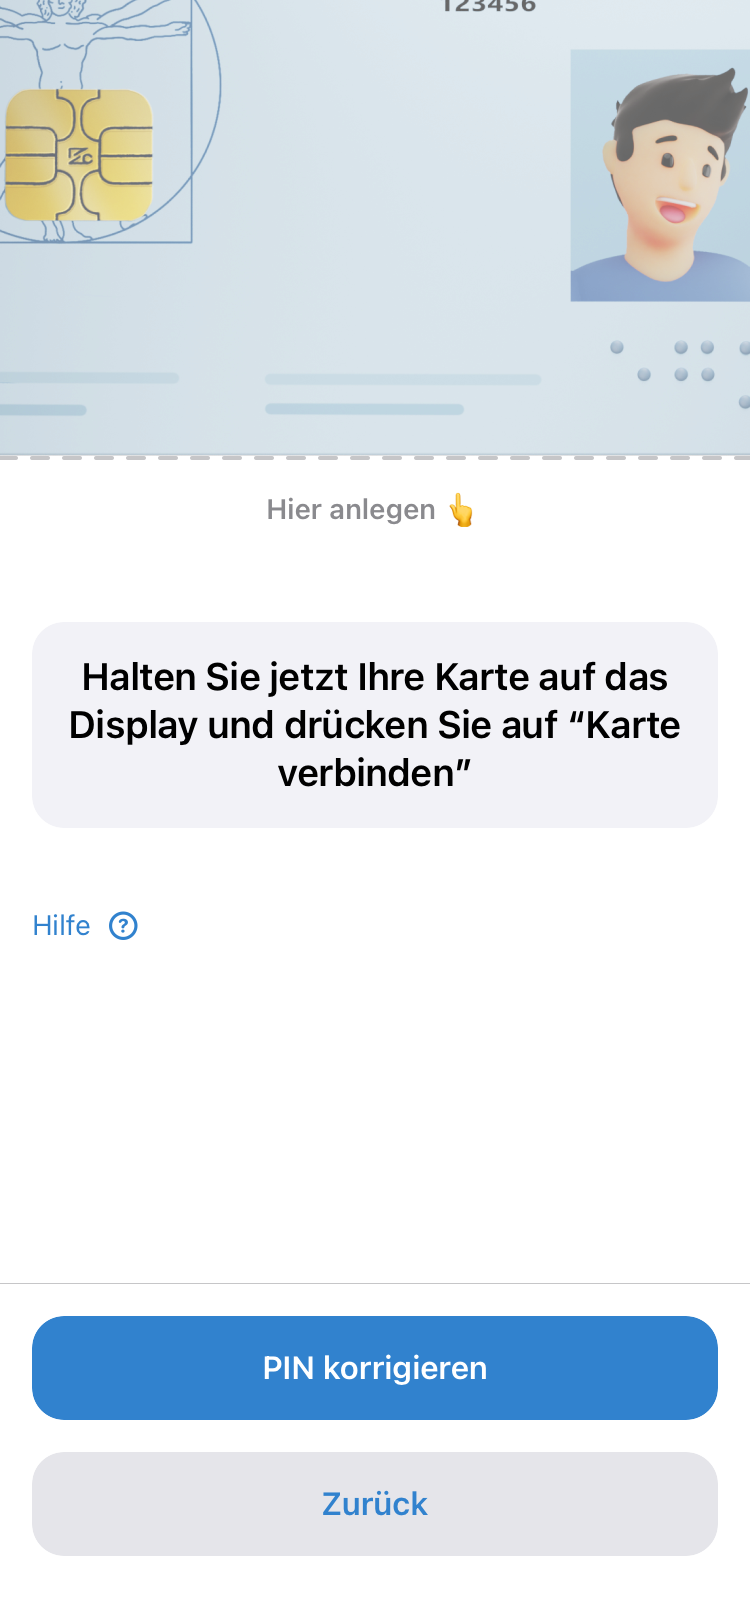 123456
Hier anlegen 👆
Halten Sie jetzt Ihre Karte auf das
Display und drücken Sie auf “Karte
verbinden”
Hilfe ?
PIN korrigieren
Zurück